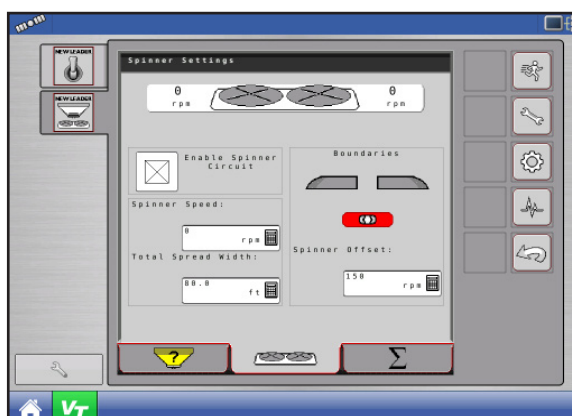 NEW LEADER
NEW LEADER
Spinner Settings
0
rpm
0
rpm
Enable Spinner
Circuit
Boundaries
Spinner Speed:
0
rpm
Total Spread Width:
80.0
ft
Spinner Offset:
150
rpm
?
Σ
VT